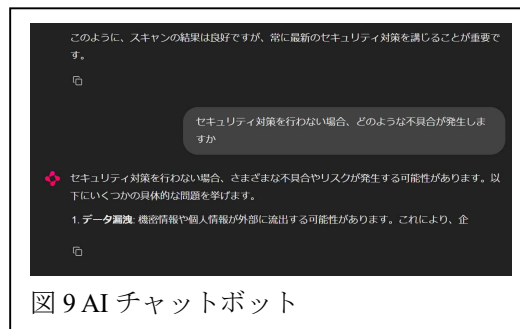 このように、スキャンの結果は良好ですが、常に最新のセキュリティ対策を講じることが重要で
す。
セキュリティ対策を行わない場合、どのような不具合が発生しま
すか
セキュリティ対策を行わない場合、さまざまな不具合やリスクが発生する可能性があります。以
下にいくつかの具体的な問題を挙げます。
1. データ漏洩: 機密情報や個人情報が外部に流出する可能性があります。これにより、企
図 9 AI チャットボット